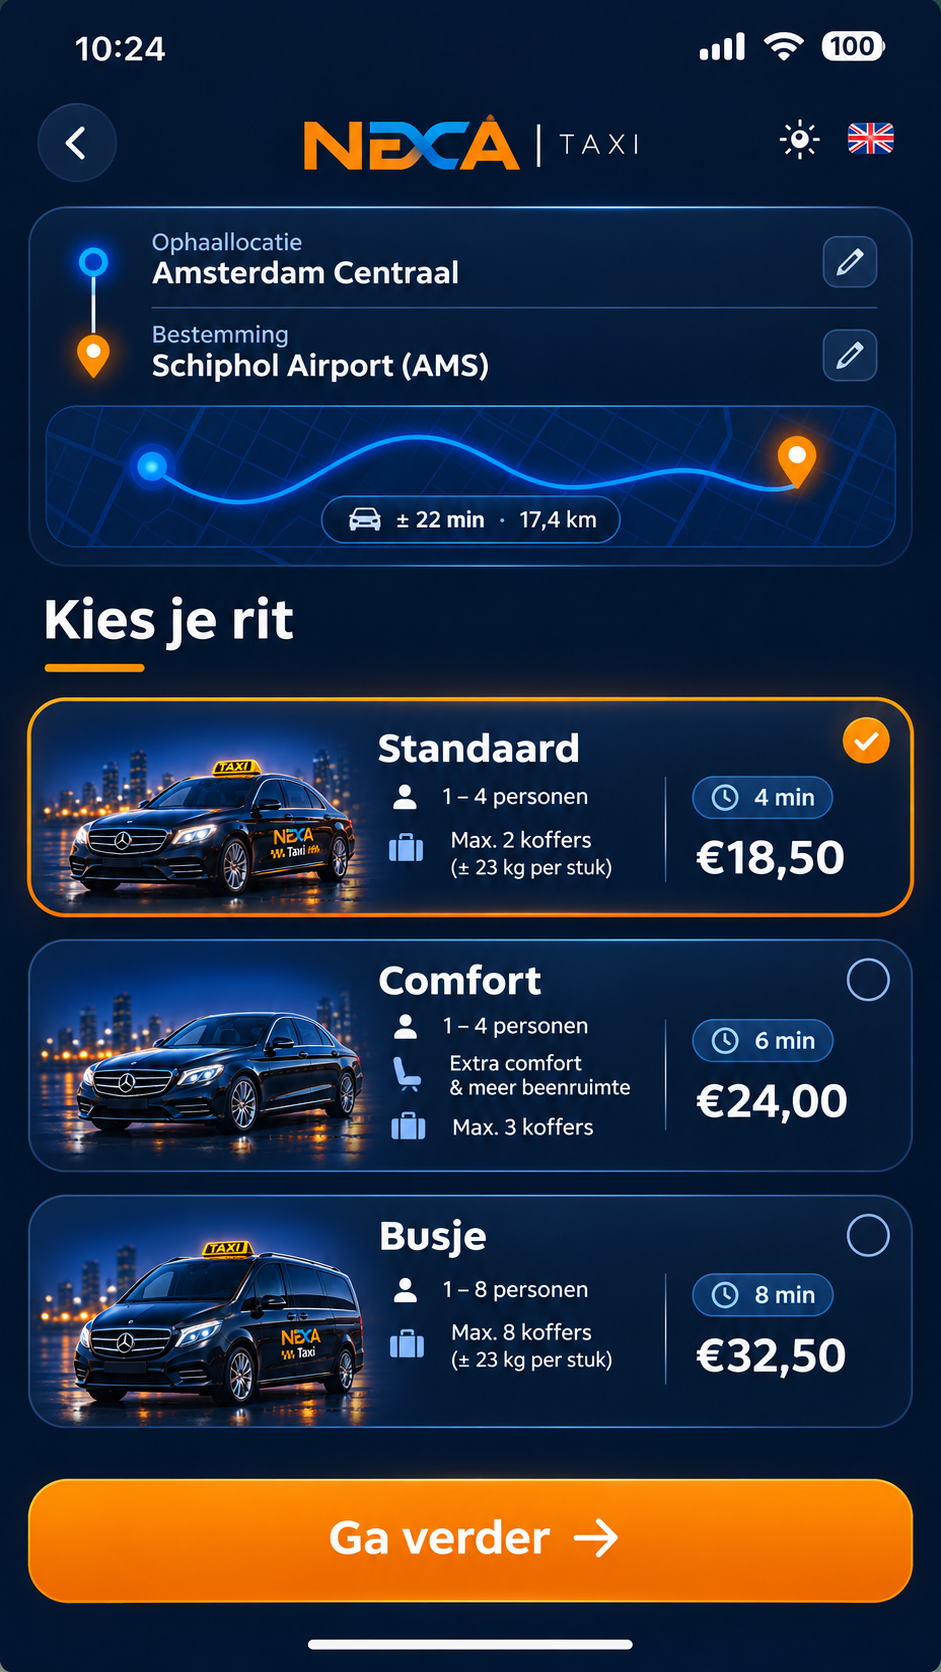 10:24
100
NEXA | TAXI
Ophaallocatie
Amsterdam Centraal
Bestemming
Schiphol Airport (AMS)
± 22 min · 17,4 km
Kies je rit
TAXI
NEXA
Taxi
Standaard
1 – 4 personen
Max. 2 koffers
(± 23 kg per stuk)
4 min
€18,50
Comfort
1 – 4 personen
Extra comfort
& meer beenruimte
Max. 3 koffers
6 min
€24,00
TAXI
NEXA
Taxi
Busje
1 – 8 personen
Max. 8 koffers
(± 23 kg per stuk)
8 min
€32,50
Ga verder →